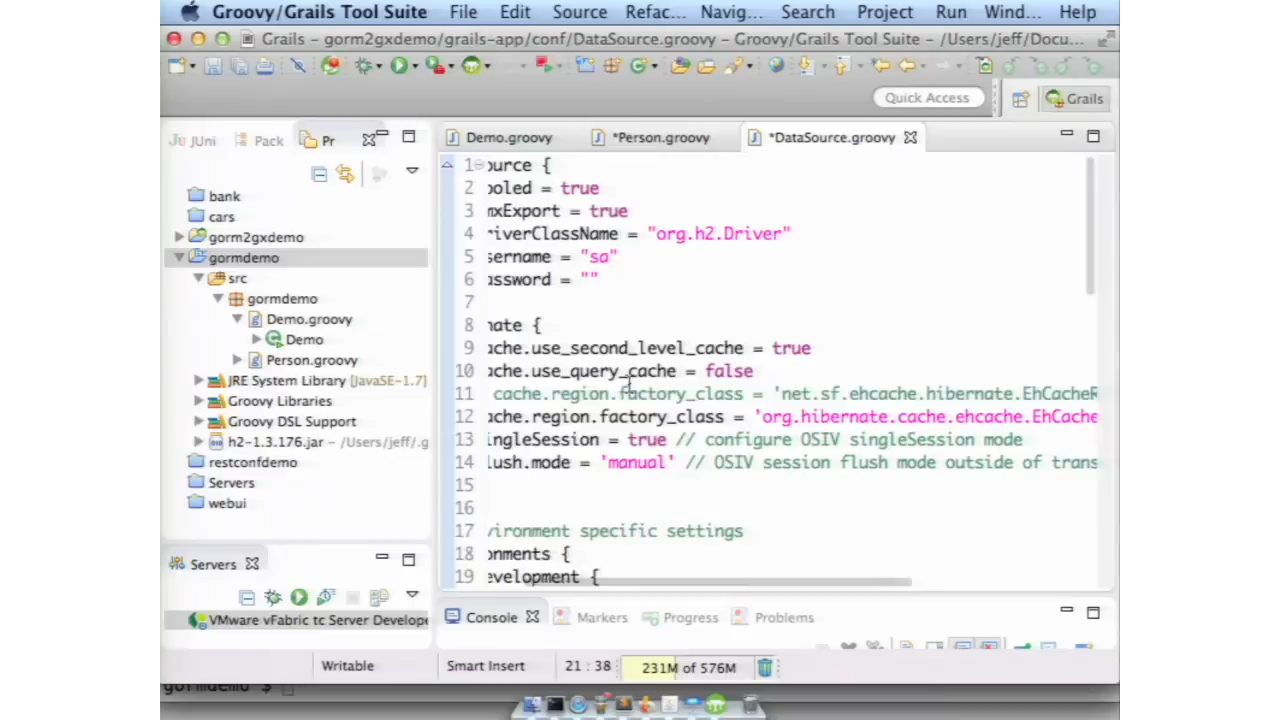 Groovy/Grails Tool Suite File Edit Source Refac... Navig... Search Project Run Wind... Help
Grails - gorm2gxdemo/grails-app/conf/DataSource.groovy - Groovy/Grails Tool Suite - /Users/jeff/Docu...
Quick Access
Grails
Ju JUni
Pack
Pr
Demo.groovy
*Person.groovy
*DataSource.groovy
bank
cars
gorm2gxdemo
gormdemo
src
gormdemo
Demo.groovy
Demo
Person.groovy
JRE System Library [JavaSE-1.7]
Groovy Libraries
Groovy DSL Support
h2-1.3.176.jar - /Users/jeff/.g
restconfdemo
Servers
webui
1 ource {
2 ooled = true
3 mxExport = true
4 riverClassName = "org.h2.Driver"
5 sername = "sa"
6 assword = ""
7
8 nate {
9 ache.use_second_level_cache = true
10 ache.use_query_cache = false
11 cache.region.factory_class = 'net.sf.ehcache.hibernate.EhCacheR
12 ache.region.factory_class = 'org.hibernate.cache.ehcache.EhCache
13 ingleSession = true // configure OSIV singleSession mode
14 lush.mode = 'manual' // OSIV session flush mode outside of trans
15
16
17 vironment specific settings
18 onments {
19 evelopment {
Servers
VMware vFabric tc Server Develope
Console
Markers
Progress
Problems
Writable
Smart Insert
21 : 38
231M of 576M
gormdemo $